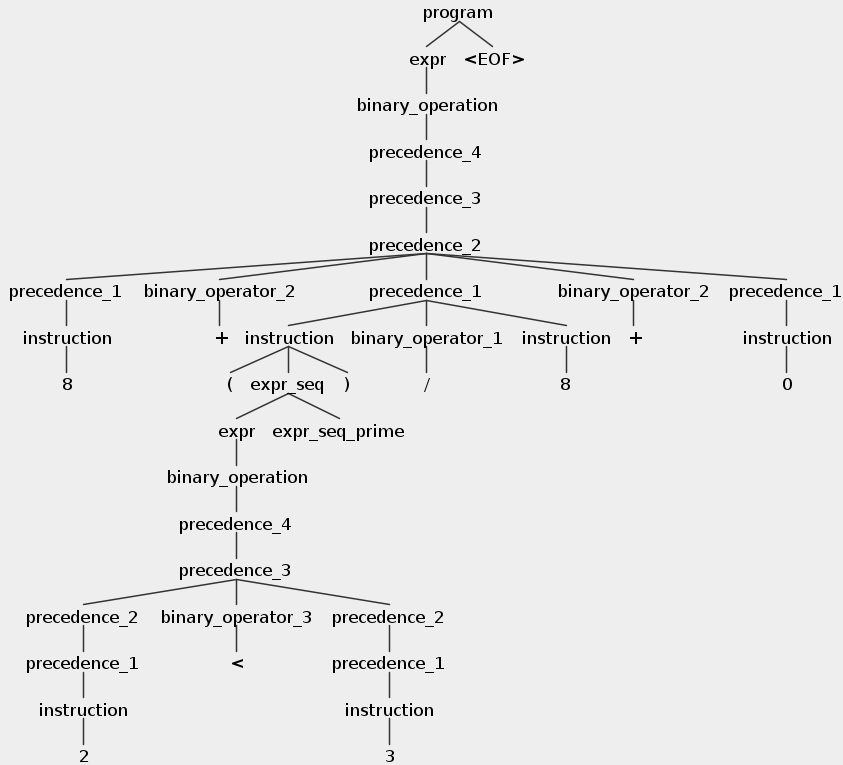 program
expr <EOF>
binary_operation
precedence_4
precedence_3
precedence_2
precedence_1 binary_operator_2 precedence_1 binary_operator_2 precedence_1
instruction + instruction binary_operator_1 instruction + instruction
8 ( expr_seq ) / 8 0
expr expr_seq_prime
binary_operation
precedence_4
precedence_3
precedence_2 binary_operator_3 precedence_2
precedence_1 < precedence_1
instruction instruction
2 3